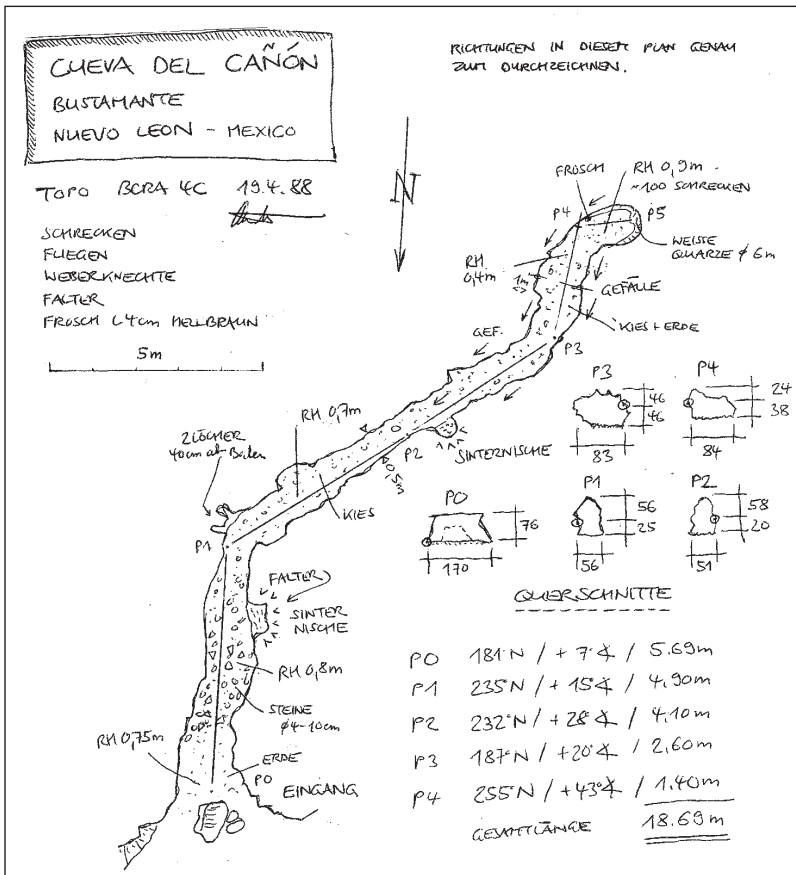 CUEVA DEL CAÑÓN
BUSTAMANTE
NUEVO LEON - MEXICO
RICHTUNGEN IN DIESEM PLAN GENAU
ZUM DURCHZEICHNEN.
TOPO BCRA 4C 19.4.88
N
SCHRECKEN
FLIEGEN
WEBERKNECHTE
FALTER
FROSCH L4cm HELLBRAUN
5m
FROSCH
RH 0,9m
~100 SCHRECKEN
P4
P5
WEISSE
QUARZE ϕ 6m
RH
0,4m
1m
GEFÄLLE
KIES + ERDE
GEF.
P3
RH 0,7m
2 LÖCHER
40cm ab Boden
P2
0,5m
SINTERNISCHE
KIES
P1
FALTER
SINTER
NISCHE
RH 0,8m
STEINE
ϕ4-10cm
RH 0,75m
ERDE
P0
EINGANG
P3
46
46
83
P4
24
38
84
P0
76
170
P1
56
25
56
P2
58
20
51
QUERSCHNITTE
P0 181°N / + 7°∡ / 5.69m
P1 235°N / + 15°∡ / 4.90m
P2 232°N / + 28°∡ / 4.10m
P3 187°N / +20°∡ / 2,60m
P4 255°N / +43°∡ / 1.40m
GESAMTLÄNGE 18.69m